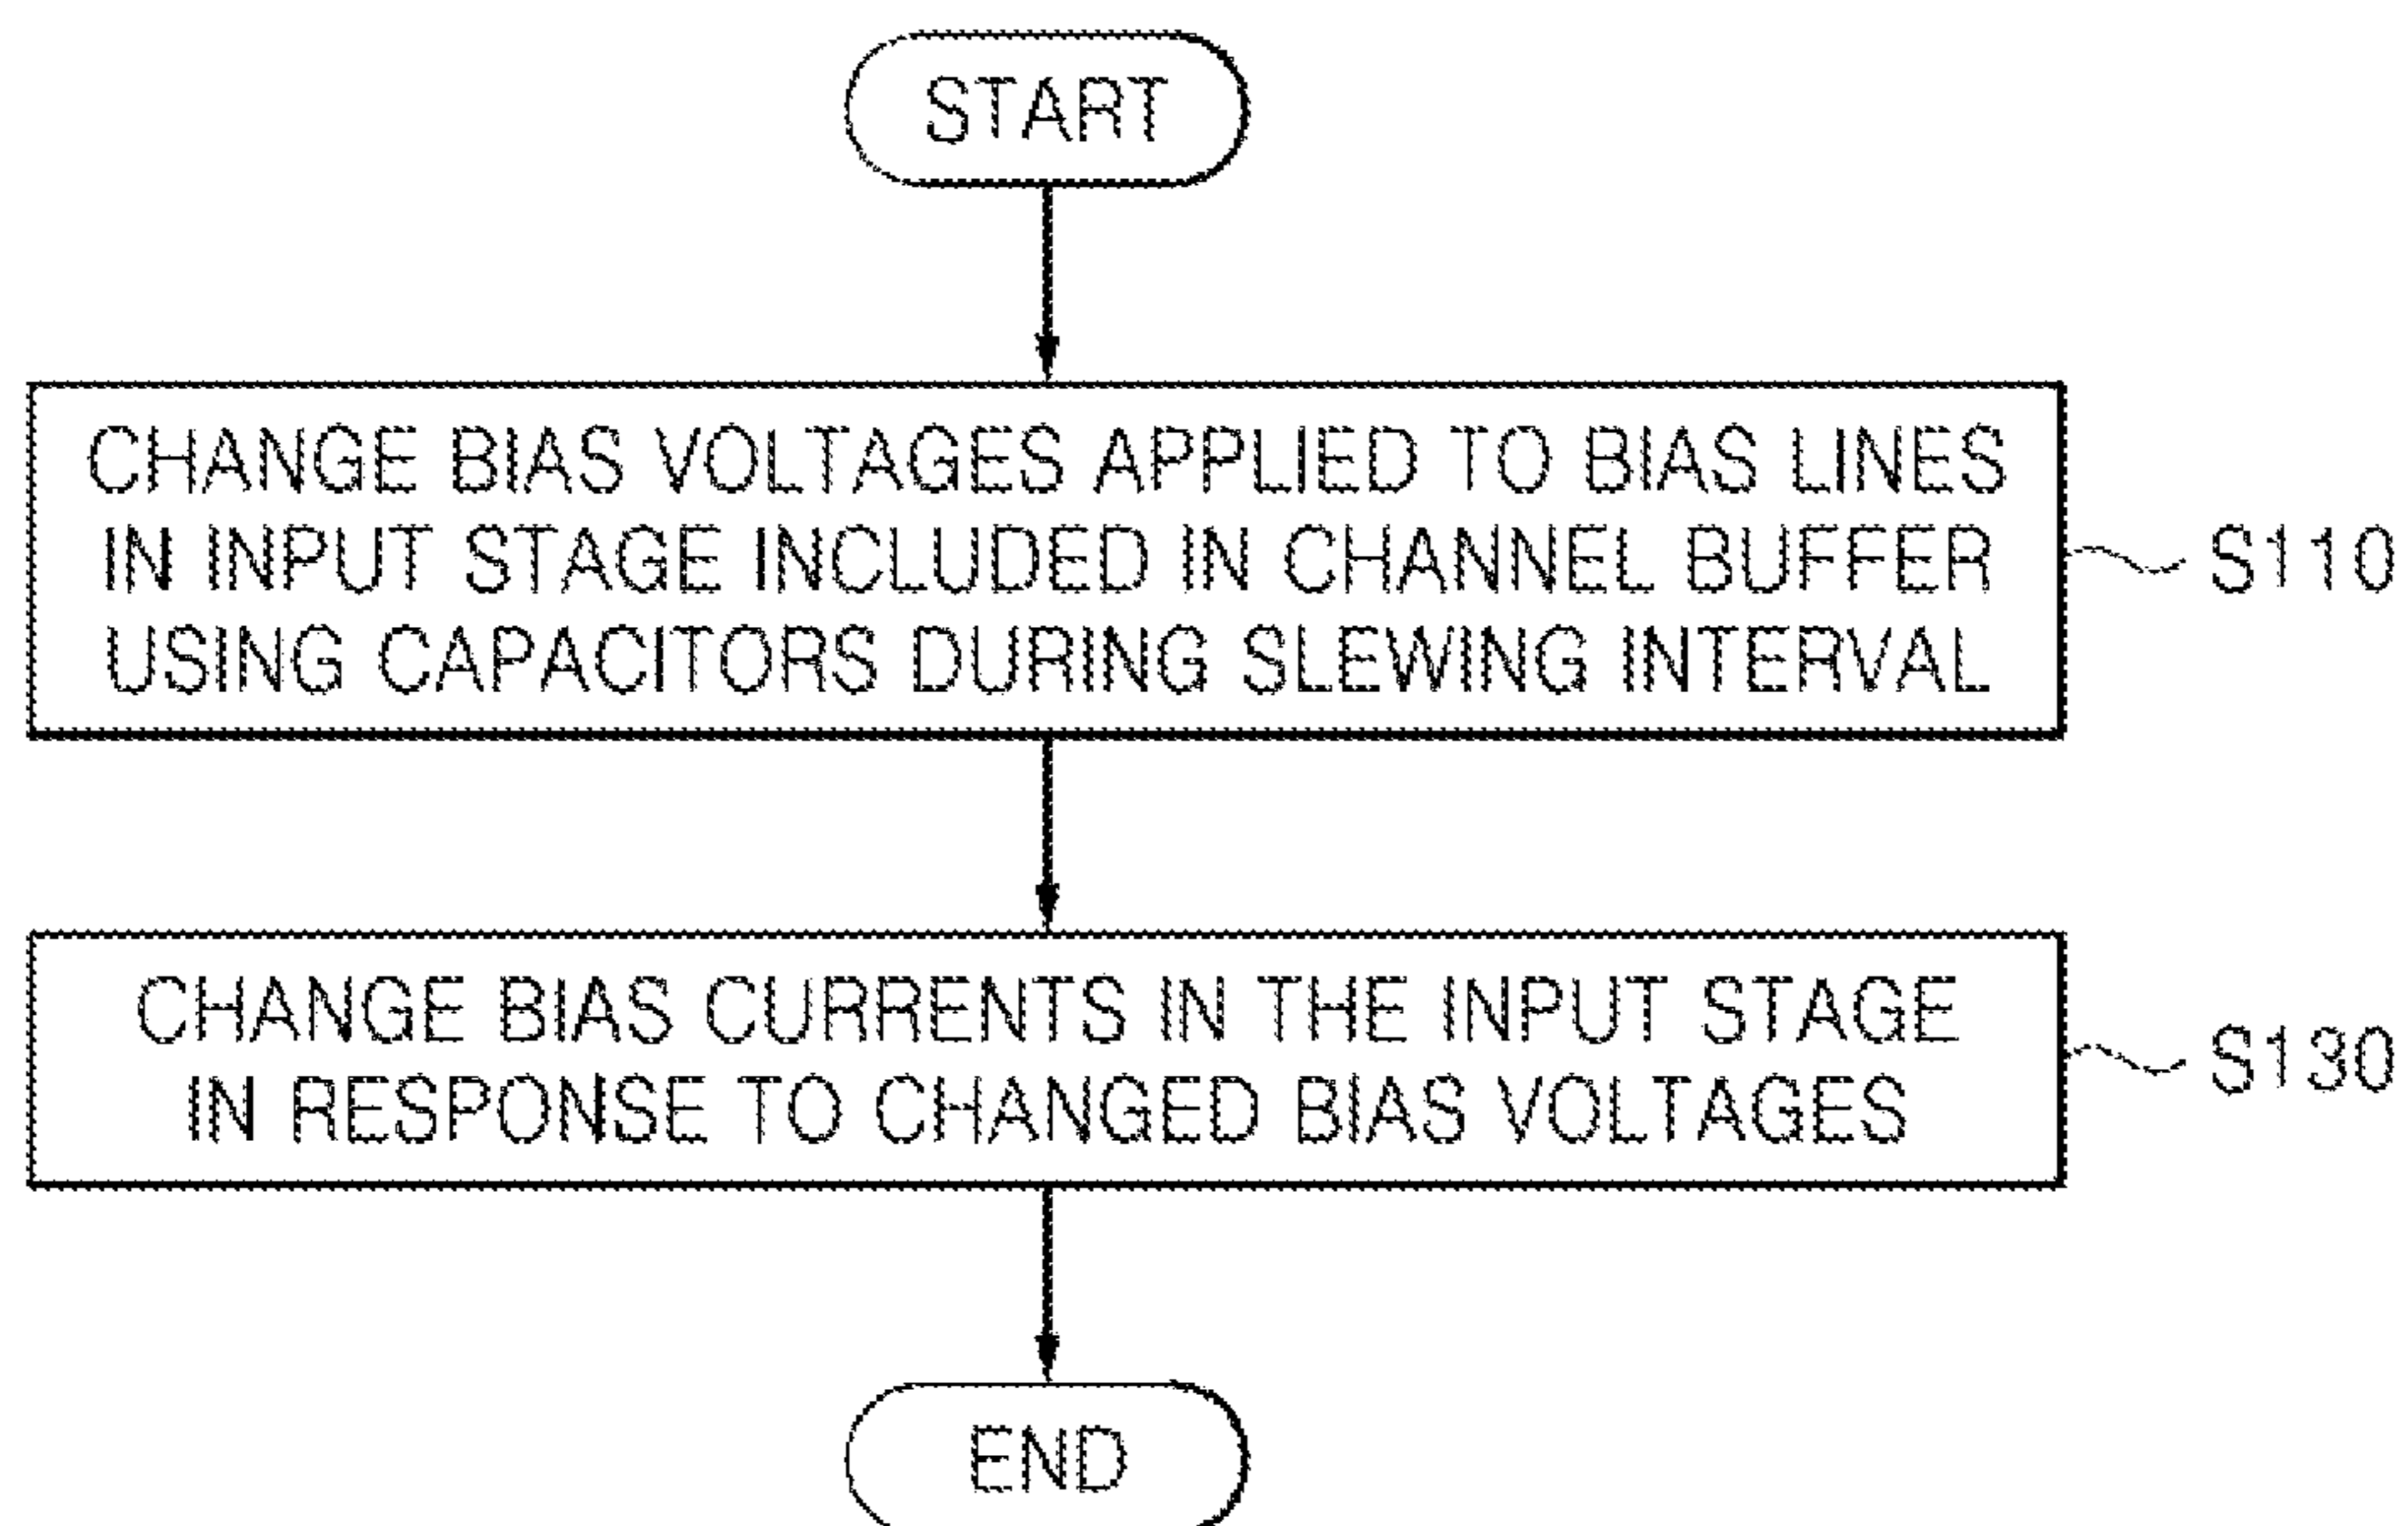 START
CHANGE BIAS VOLTAGES APPLIED TO BIAS LINES
IN INPUT STAGE INCLUDED IN CHANNEL BUFFER
USING CAPACITORS DURING SLEWING INTERVAL
S110
CHANGE BIAS CURRENTS IN THE INPUT STAGE
IN RESPONSE TO CHANGED BIAS VOLTAGES
S130
END